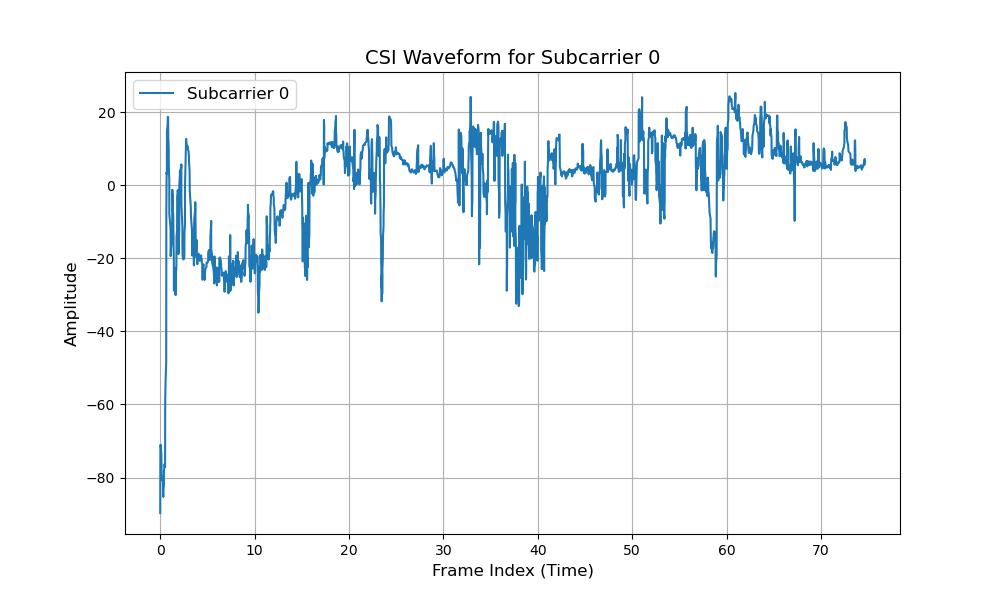 CSI Waveform for Subcarrier 0
Subcarrier 0
20
0
−20
−40
−60
−80
Amplitude
0 10 20 30 40 50 60 70
Frame Index (Time)